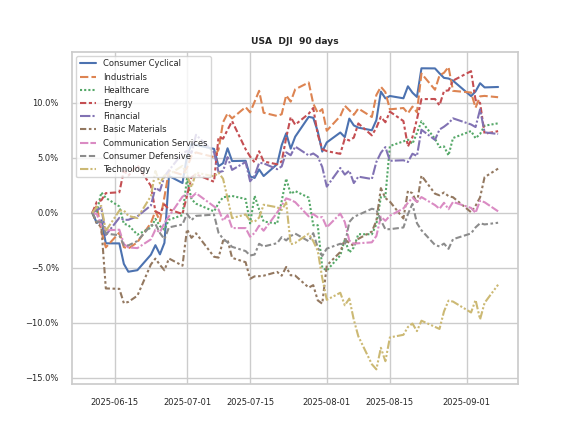 USA DJI 90 days
Consumer Cyclical
Industrials
Healthcare
Energy
Financial
Basic Materials
Communication Services
Consumer Defensive
Technology
10.0%
5.0%
0.0%
−5.0%
−10.0%
−15.0%
2025-06-15
2025-07-01
2025-07-15
2025-08-01
2025-08-15
2025-09-01